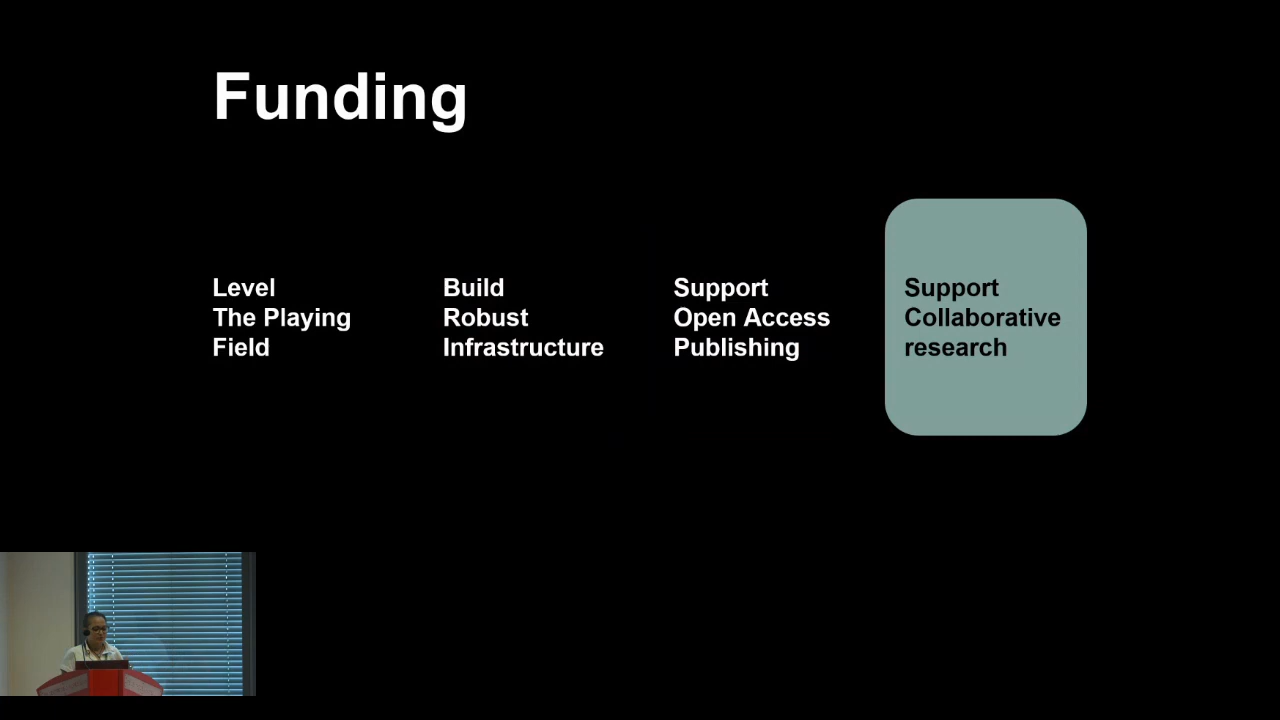 Funding
Level
The Playing
Field
Build
Robust
Infrastructure
Support
Open Access
Publishing
Support
Collaborative
research